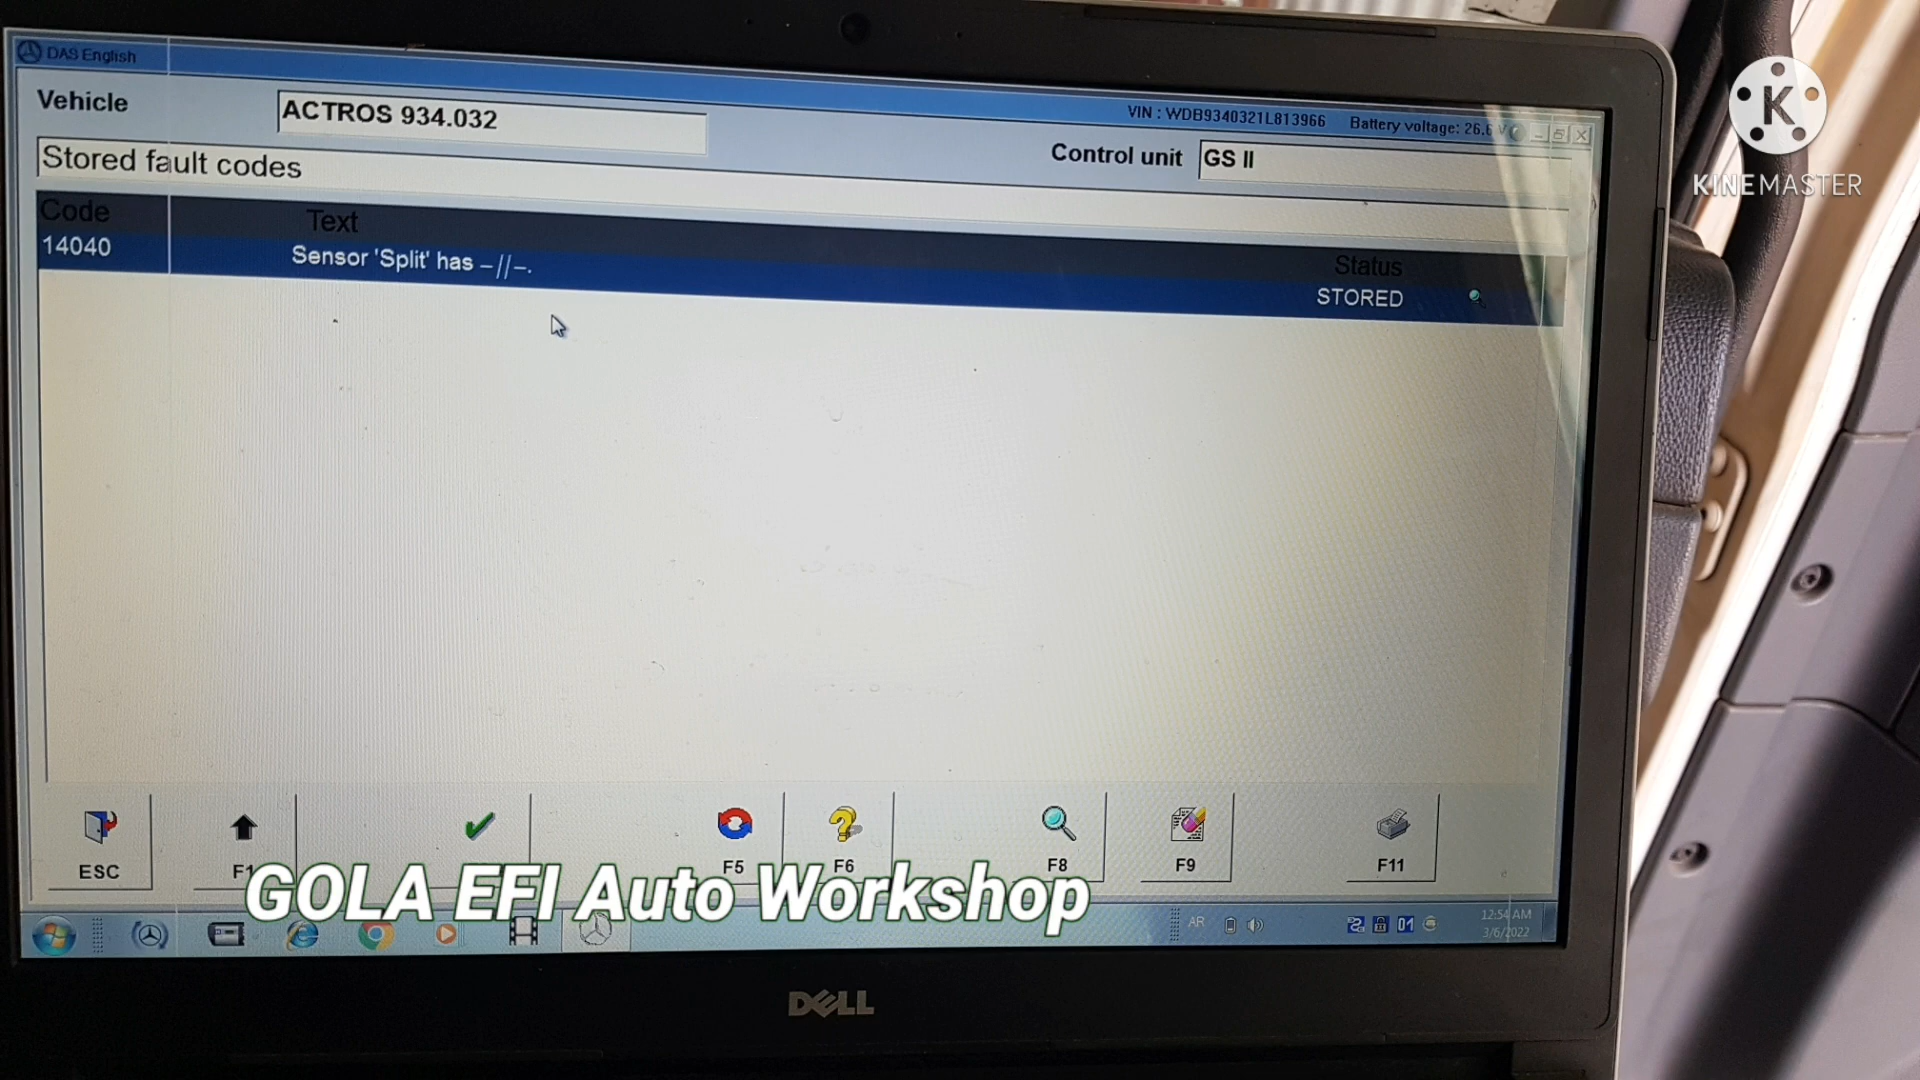 DAS English
Vehicle
ACTROS 934.032
VIN : WDB9340321L813966
Battery voltage: 26.6 V
Stored fault codes
Control unit
GS II
Code
Text
Status
14040
Sensor 'Split' has –//–.
STORED
K
KINEMASTER
ESC
F1
F5
F6
F8
F9
F11
GOLA EFI Auto Workshop
AR
01
12:54 AM
3/6/2022
DELL